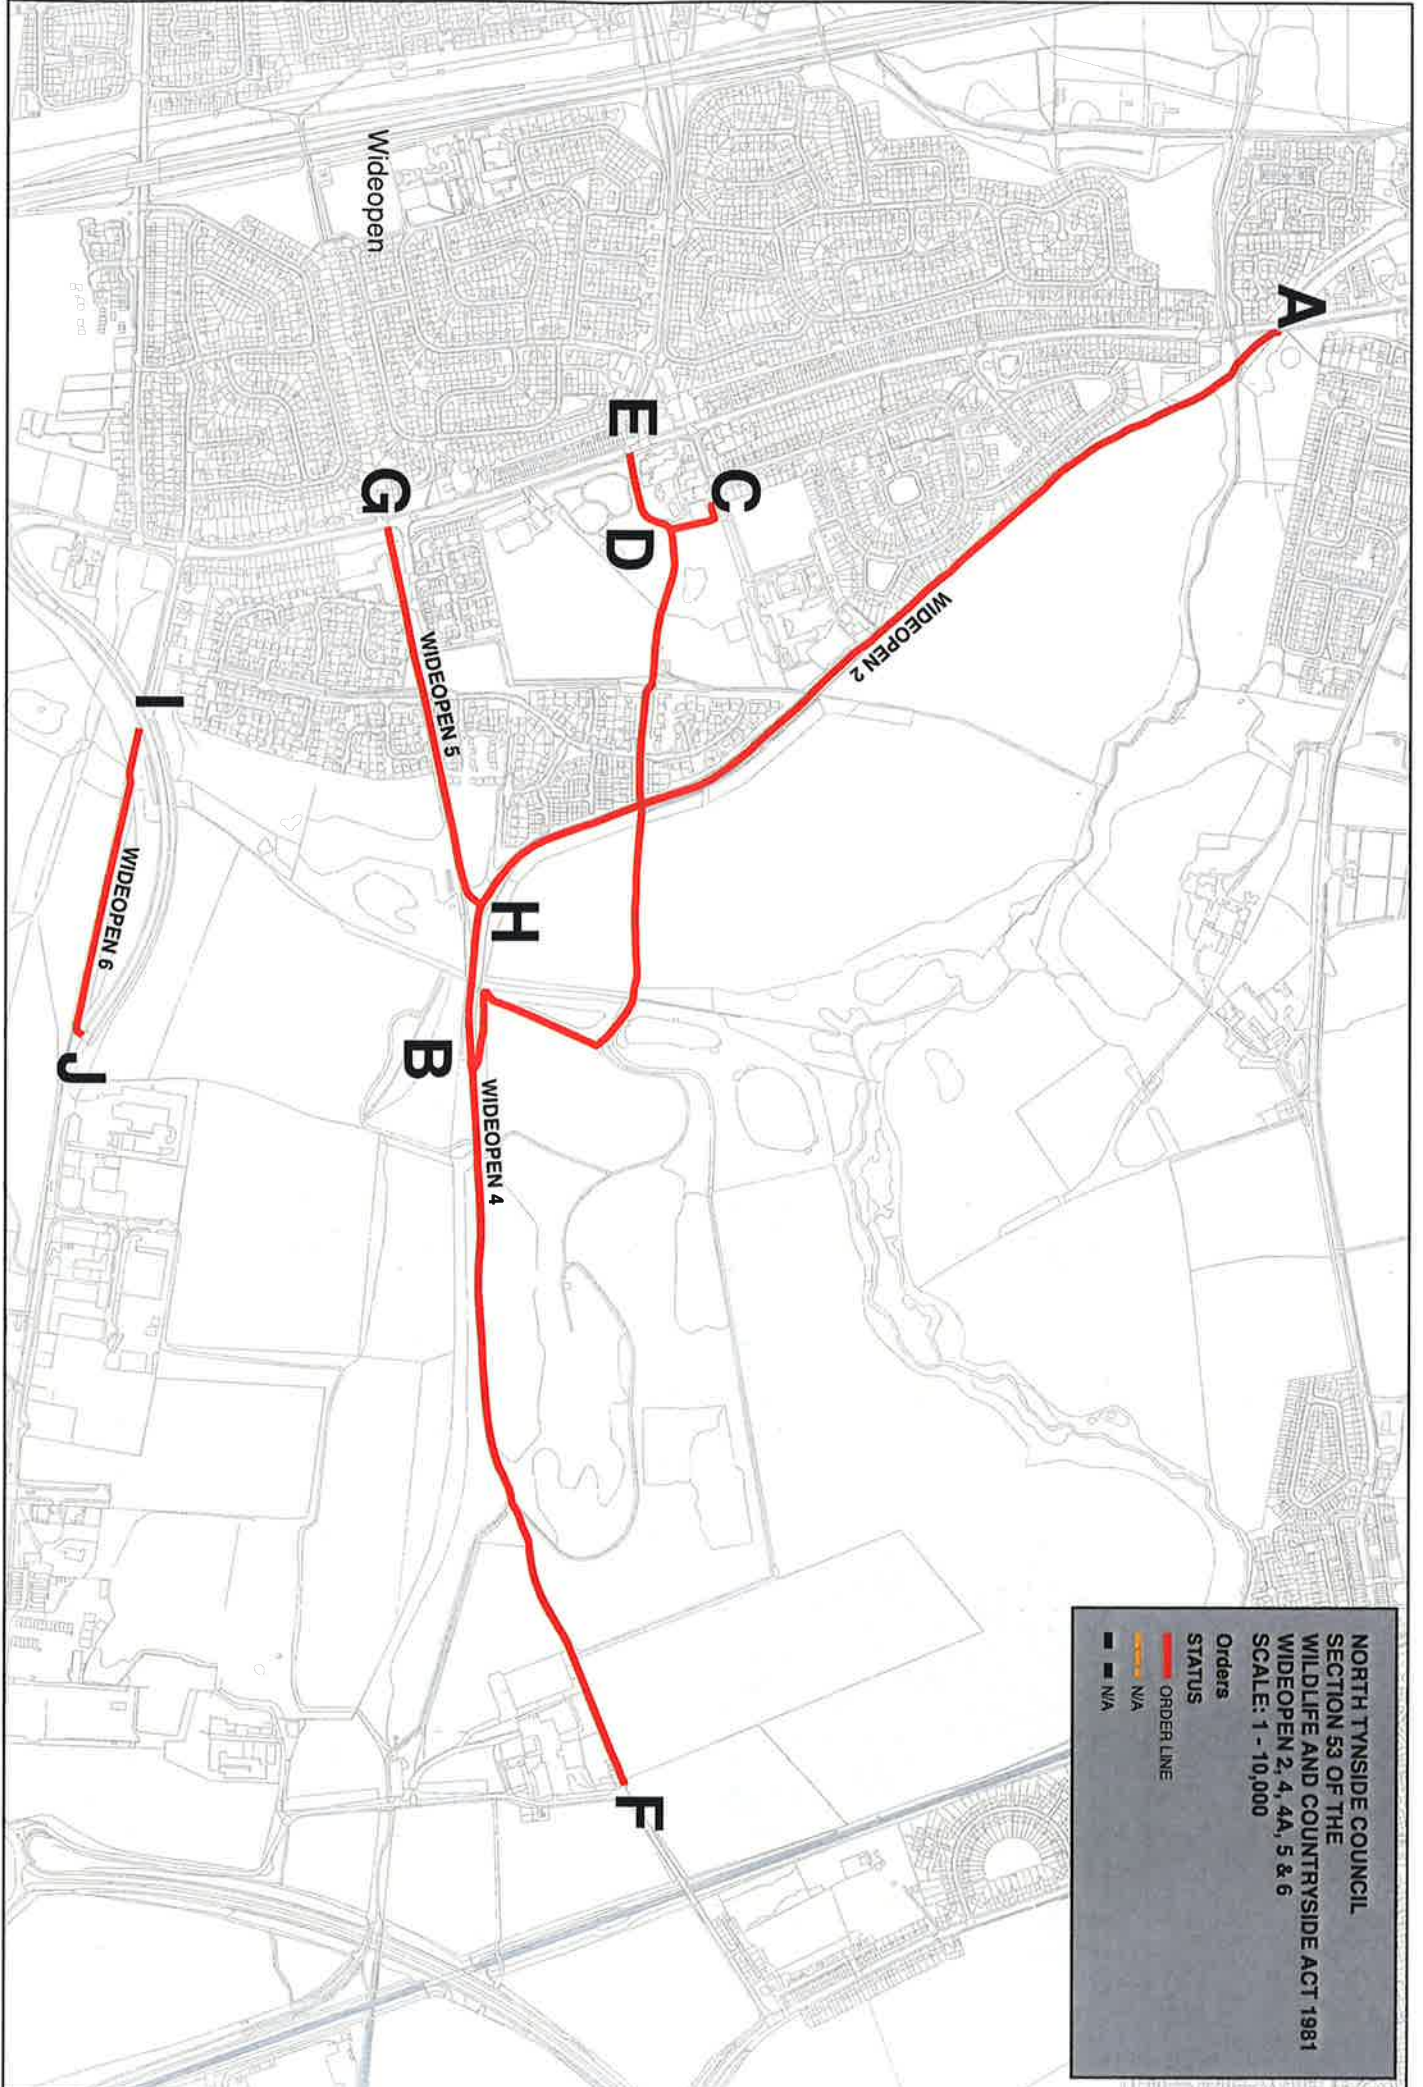 NORTH TYNSIDE COUNCIL
SECTION 53 OF THE
WILDLIFE AND COUNTRYSIDE ACT 1981
WIDEOPEN 2, 4, 4A, 5 & 6
SCALE: 1 - 10,000
Orders
STATUS
ORDER LINE
N/A
N/A
A
WIDEOPEN 2
C
E
D
F
H
WIDEOPEN 4
B
WIDEOPEN 5
G
Wideopen
I
WIDEOPEN 6
J